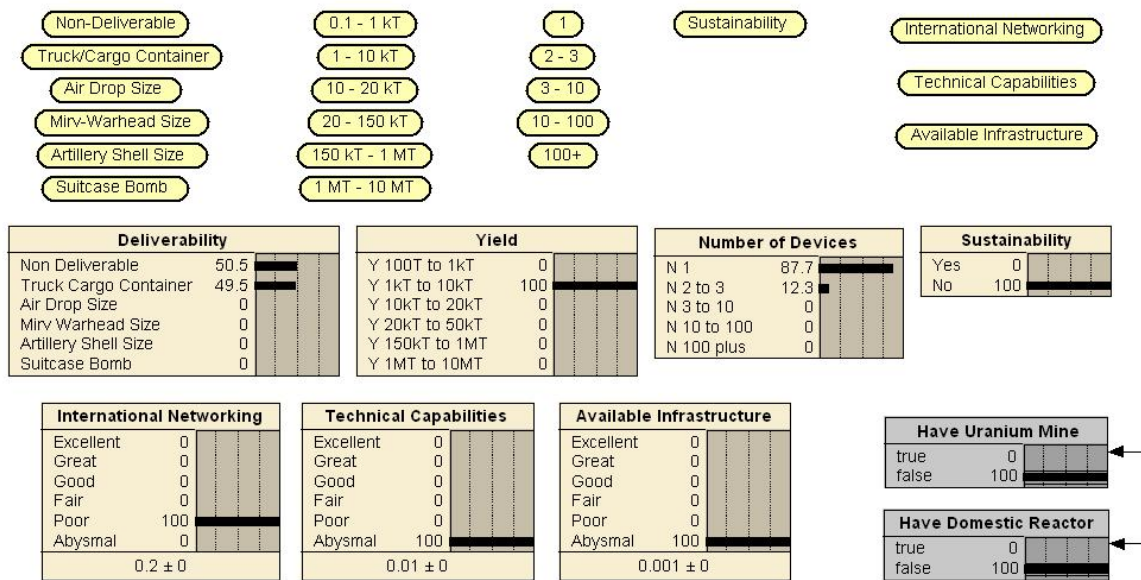 Non-Deliverable 0.1 - 1 kT 1 Sustainability International Networking
Truck/Cargo Container 1 - 10 kT 2 - 3
Air Drop Size 10 - 20 kT 3 - 10 Technical Capabilities
Mirv-Warhead Size 20 - 150 kT 10 - 100 Available Infrastructure
Artillery Shell Size 150 kT - 1 MT 100+
Suitcase Bomb 1 MT - 10 MT
Deliverability
Non Deliverable 50.5
Truck Cargo Container 49.5
Air Drop Size 0
Mirv Warhead Size 0
Artillery Shell Size 0
Suitcase Bomb 0
Yield
Y 100T to 1kT 0
Y 1kT to 10kT 100
Y 10kT to 20kT 0
Y 20kT to 50kT 0
Y 150kT to 1MT 0
Y 1MT to 10MT 0
Number of Devices
N 1 87.7
N 2 to 3 12.3
N 3 to 10 0
N 10 to 100 0
N 100 plus 0
Sustainability
Yes 0
No 100
International Networking
Excellent 0
Great 0
Good 0
Fair 0
Poor 100
Abysmal 0
0.2 ± 0
Technical Capabilities
Excellent 0
Great 0
Good 0
Fair 0
Poor 0
Abysmal 100
0.01 ± 0
Available Infrastructure
Excellent 0
Great 0
Good 0
Fair 0
Poor 0
Abysmal 100
0.001 ± 0
Have Uranium Mine
true 0
false 100
Have Domestic Reactor
true 0
false 100